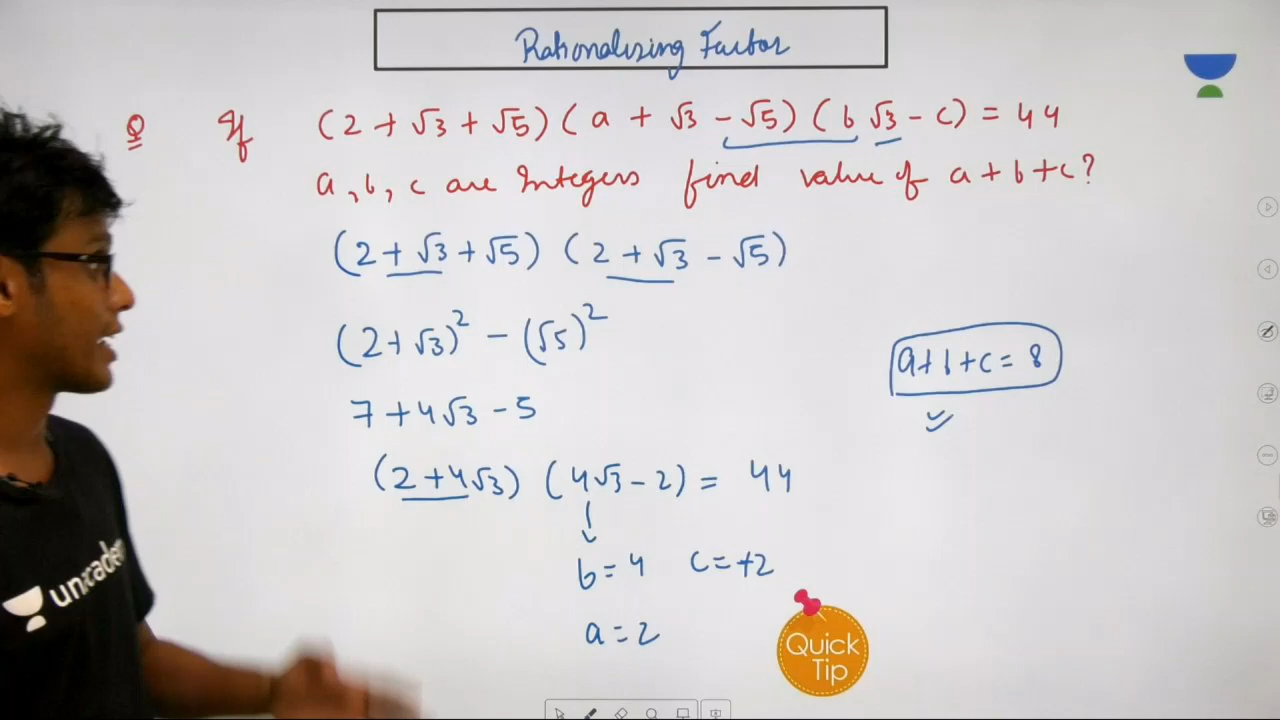 Rationalizing Factor
Q If (2 + √3 + √5) (a + √3 - √5) (b √3 - c) = 44
a, b, c are Integers find value of a + b + c?
(2 + √3 + √5) (2 + √3 - √5)
(2 + √3)² - (√5)²
a + b + c = 8
7 + 4√3 - 5
(2 + 4√3) (4√3 - 2) = 44
b = 4 c = +2
a = 2
Quick
Tip
unacademy